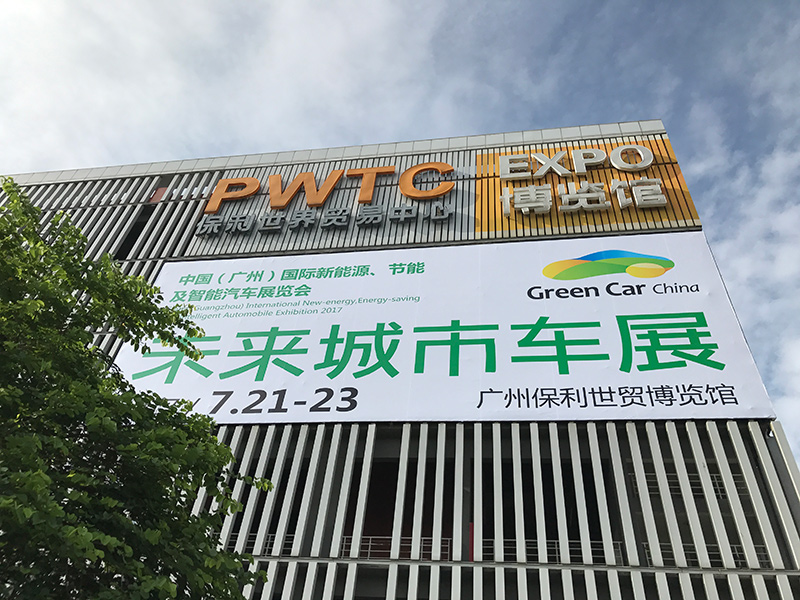 PWTC EXPO
保利世界贸易中心 博览馆
中国（广州）国际新能源、节能
及智能汽车展览会
(Guangzhou) International New-energy,Energy-saving
Intelligent Automobile Exhibition 2017
Green Car China
未来城市车展
7.21-23
广州保利世贸博览馆